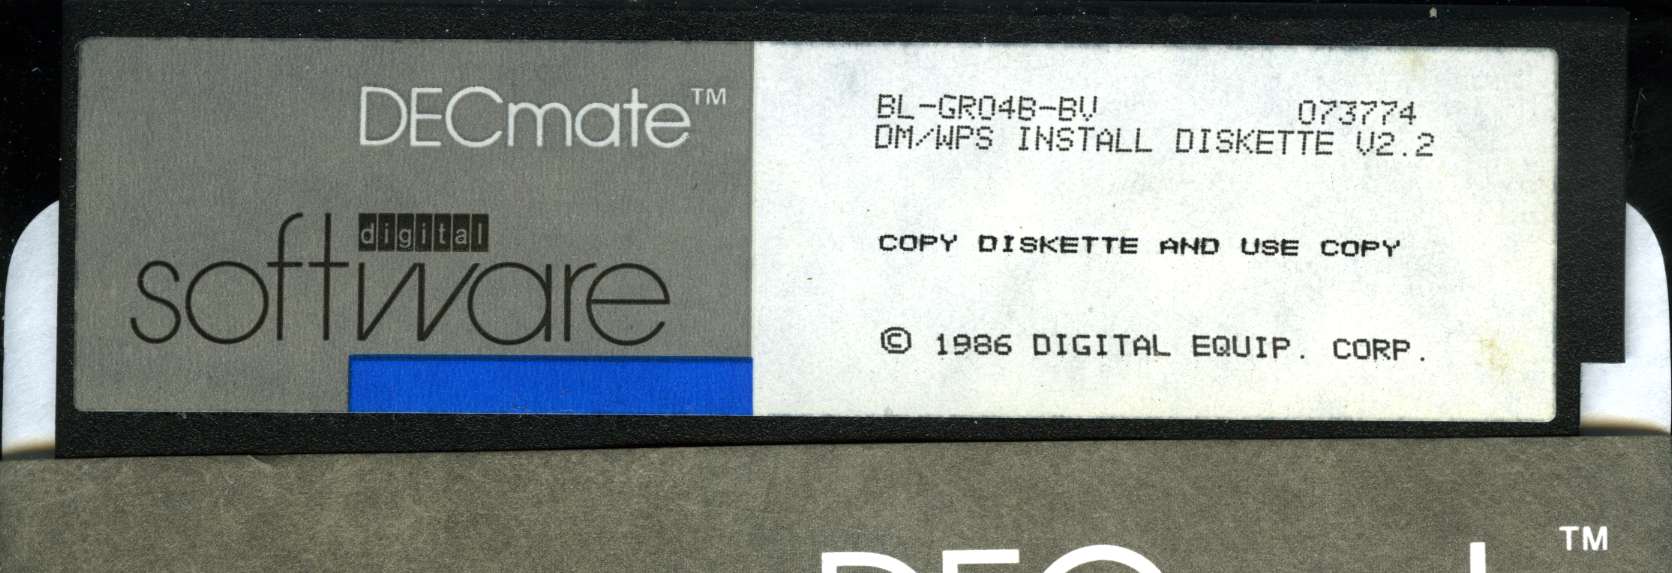 DECmate™
digital
software
BL-GR04B-BV 073774
DM/WPS INSTALL DISKETTE V2.2
COPY DISKETTE AND USE COPY
© 1986 DIGITAL EQUIP. CORP.
TM